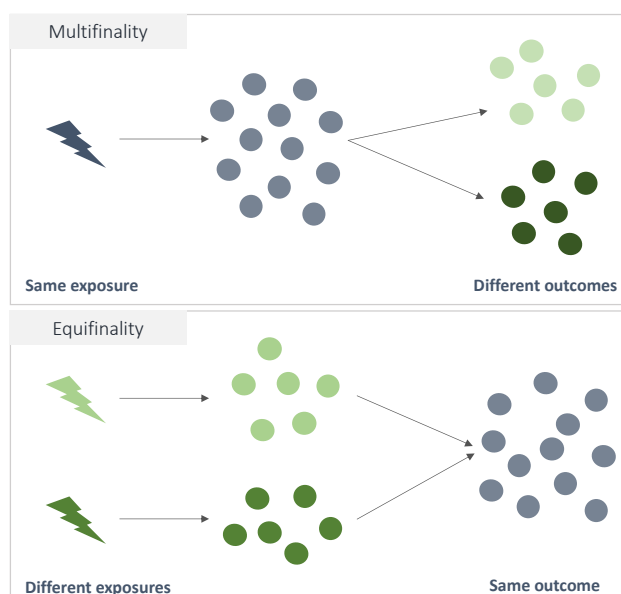 Multifinality
Same exposure
Different outcomes
Equifinality
Different exposures
Same outcome